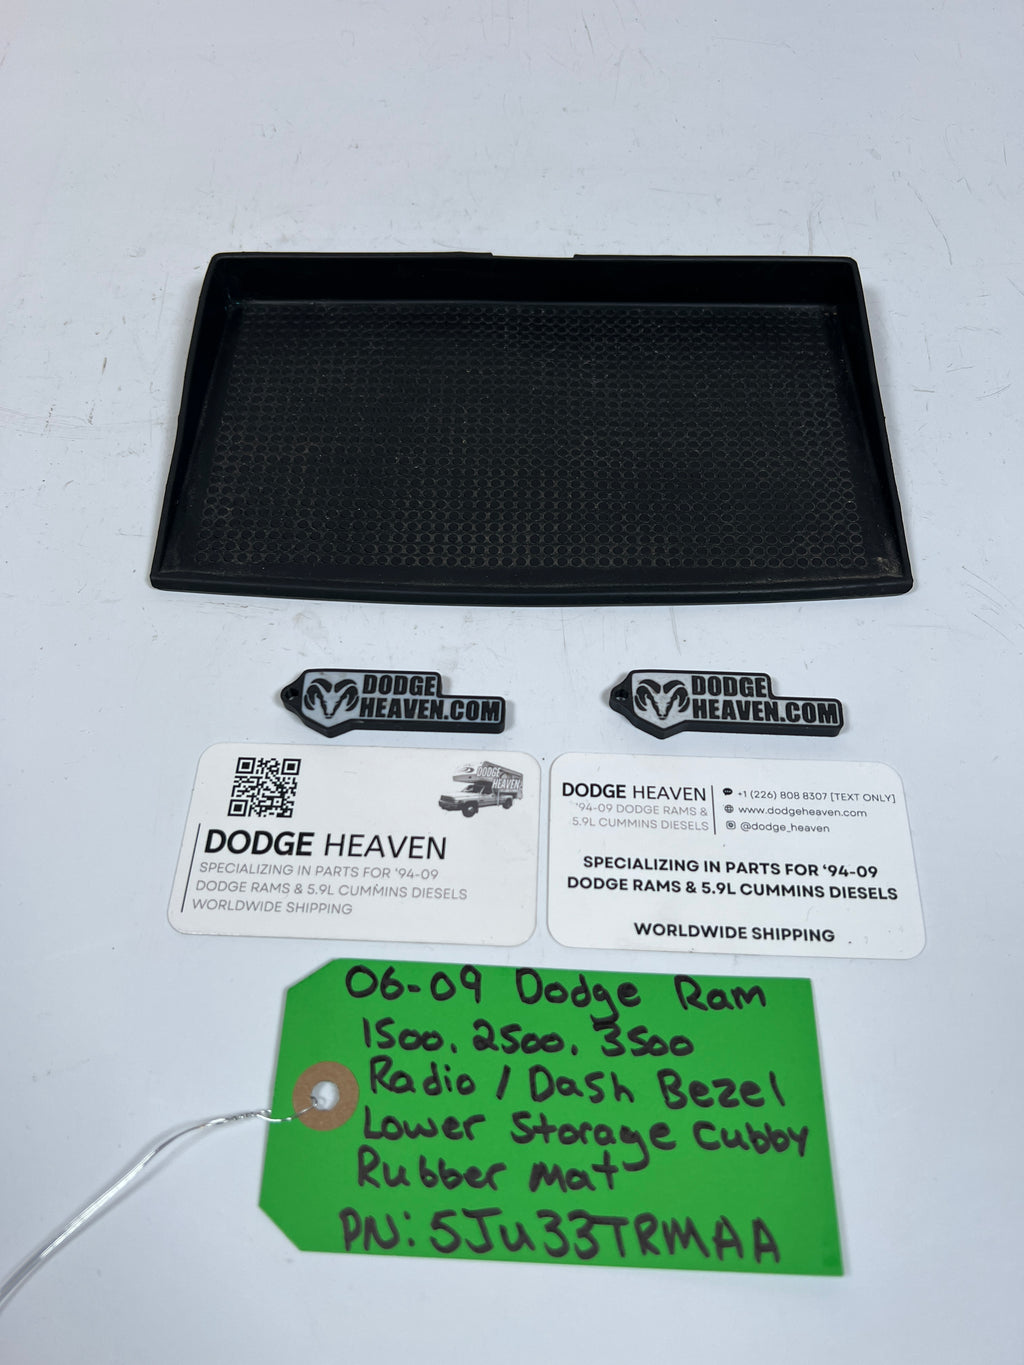 DODGE
HEAVEN.COM
DODGE
HEAVEN.COM
DODGE
HEAVEN
DODGE HEAVEN
SPECIALIZING IN PARTS FOR '94-09
DODGE RAMS & 5.9L CUMMINS DIESELS
WORLDWIDE SHIPPING
DODGE HEAVEN
'94-09 DODGE RAMS &
5.9L CUMMINS DIESELS
+1 (226) 808 8307 [TEXT ONLY]
www.dodgeheaven.com
@dodge_heaven
SPECIALIZING IN PARTS FOR '94-09
DODGE RAMS & 5.9L CUMMINS DIESELS
WORLDWIDE SHIPPING
06-09 Dodge Ram
1500, 2500, 3500
Radio / Dash Bezel
Lower Storage Cubby
Rubber Mat
PN: 5Ju33TRMAA